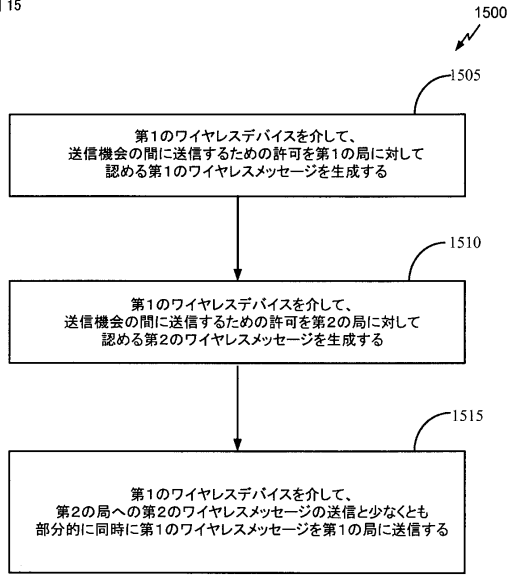 15
1500
1505
第1のワイヤレスデバイスを介して、
送信機会の間に送信するための許可を第1の局に対して
認める第1のワイヤレスメッセージを生成する
1510
第1のワイヤレスデバイスを介して、
送信機会の間に送信するための許可を第2の局に対して
認める第2のワイヤレスメッセージを生成する
1515
第1のワイヤレスデバイスを介して、
第2の局への第2のワイヤレスメッセージの送信と少なくとも
部分的に同時に第1のワイヤレスメッセージを第1の局に送信する